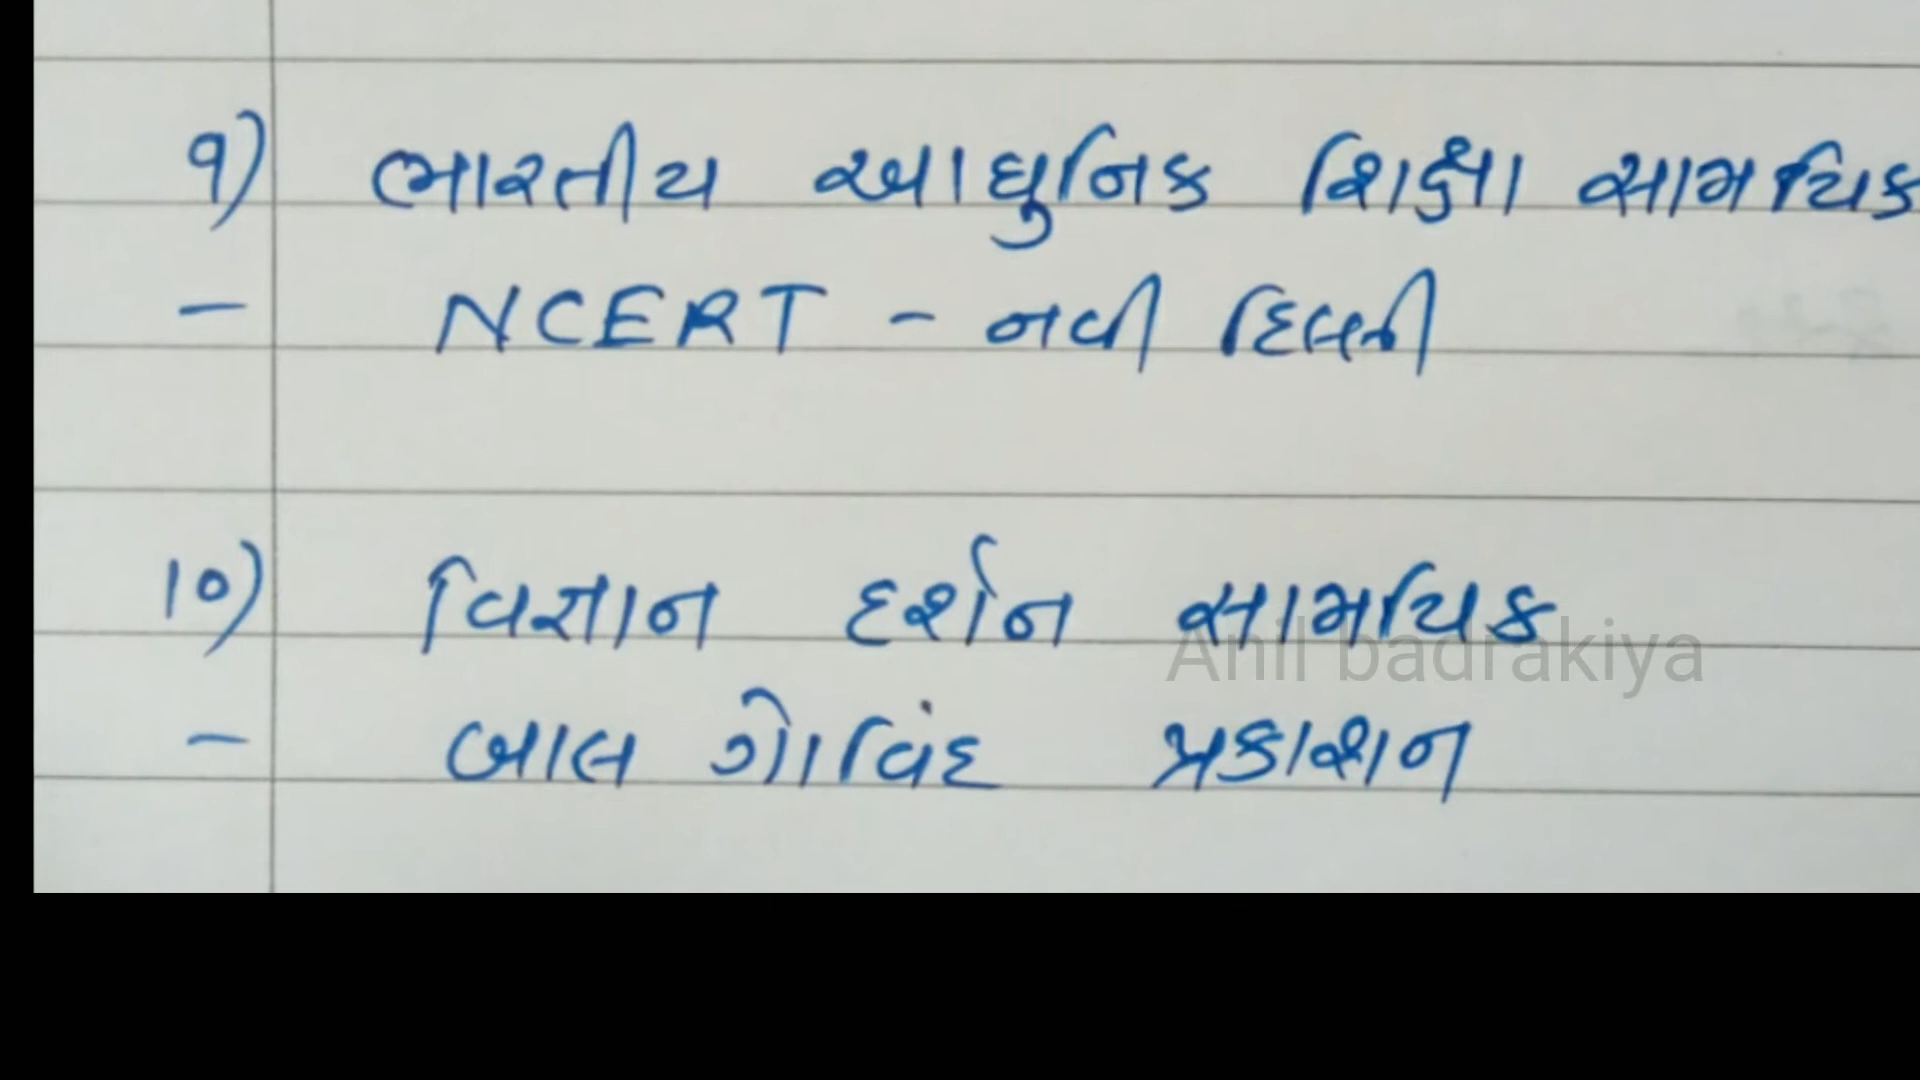 9) ભારતીય આધુનિક શિક્ષા સામયિક
- NCERT - નવી દિલ્લી
10) વિજ્ઞાન દર્શન સામયિક
Anil badrakiya
- બાલ ગોવિંદ પ્રકાશન